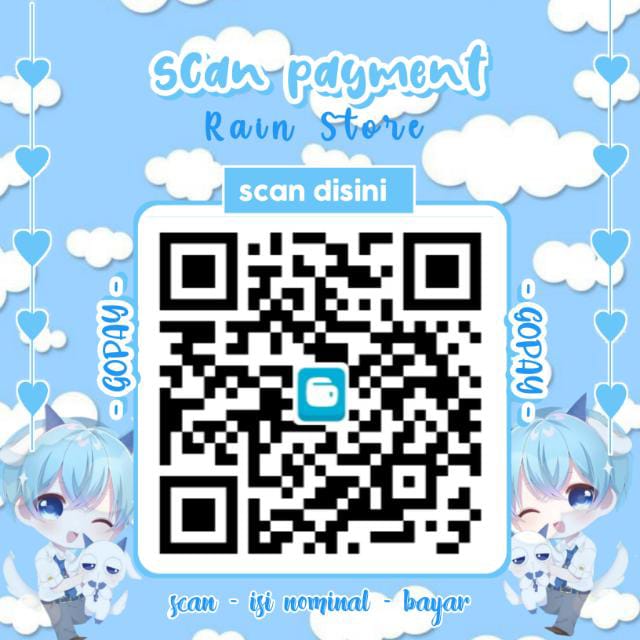 scan payment
Rain Store
scan disini
- GOPAY -
- GOPAY -
scan - isi nominal - bayar